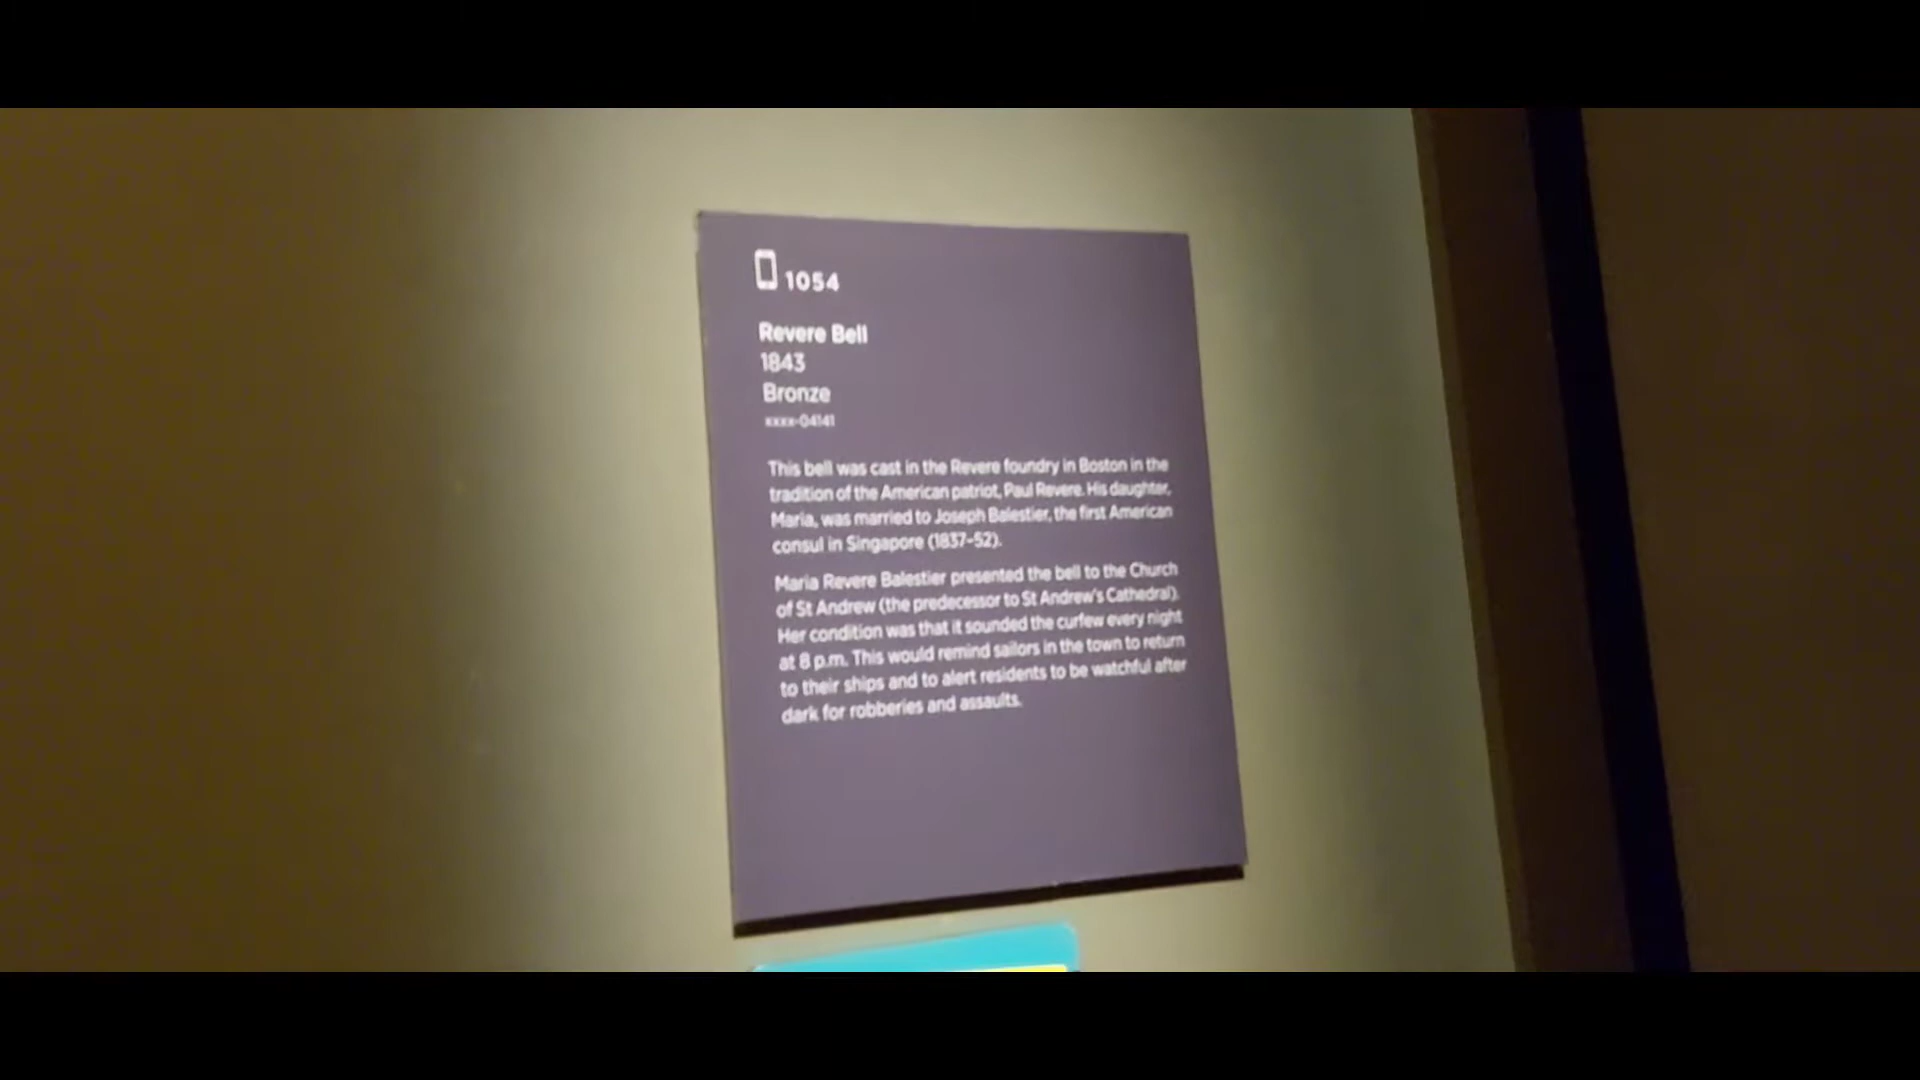 1054
Revere Bell
1843
Bronze
xxxx-04141
This bell was cast in the Revere foundry in Boston in the
tradition of the American patriot, Paul Revere. His daughter,
Maria, was married to Joseph Balestier, the first American
consul in Singapore (1837-52).
Maria Revere Balestier presented the bell to the Church
of St Andrew (the predecessor to St Andrew's Cathedral).
Her condition was that it sounded the curfew every night
at 8 p.m. This would remind sailors in the town to return
to their ships and to alert residents to be watchful after
dark for robberies and assaults.